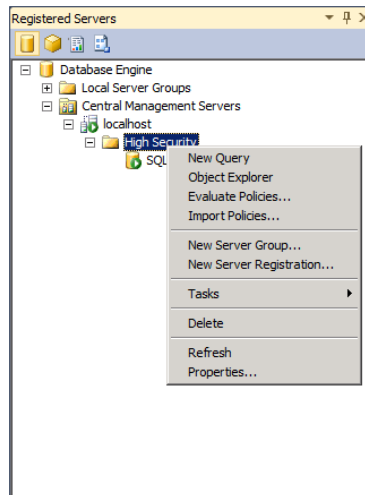 Registered Servers
Database Engine
Local Server Groups
Central Management Servers
localhost
High Security
SQL
New Query
Object Explorer
Evaluate Policies...
Import Policies...
New Server Group...
New Server Registration...
Tasks
Delete
Refresh
Properties...